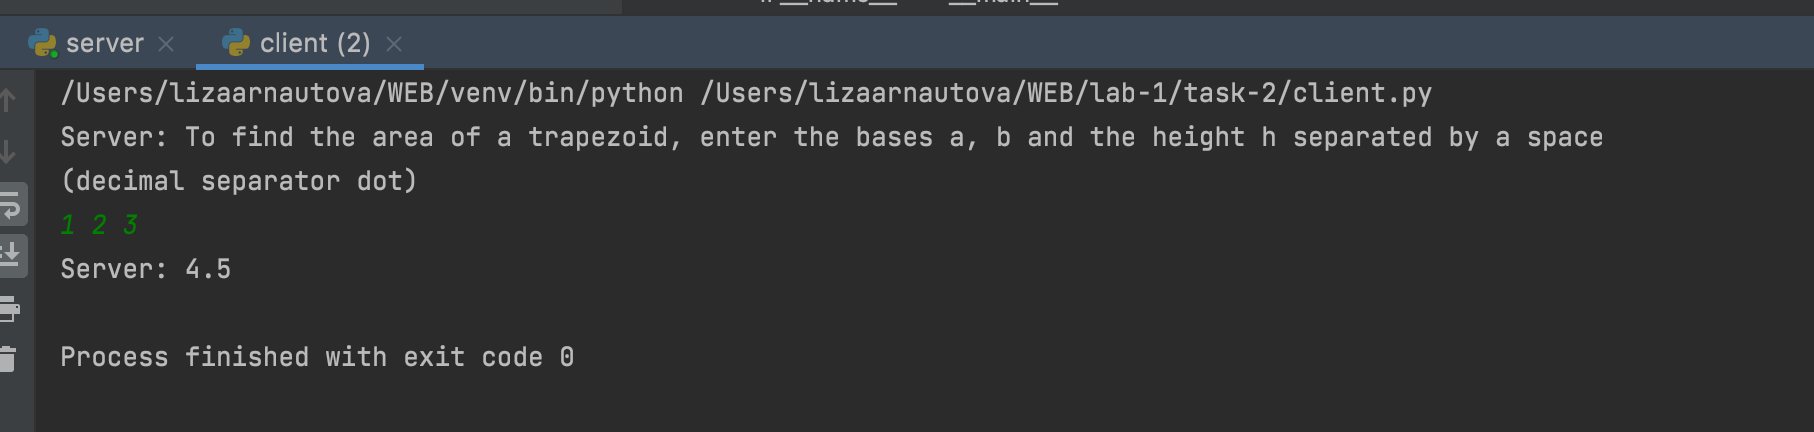 server
client (2)
/Users/lizaarnautova/WEB/venv/bin/python /Users/lizaarnautova/WEB/lab-1/task-2/client.py
Server: To find the area of a trapezoid, enter the bases a, b and the height h separated by a space
(decimal separator dot)
1 2 3
Server: 4.5
Process finished with exit code 0